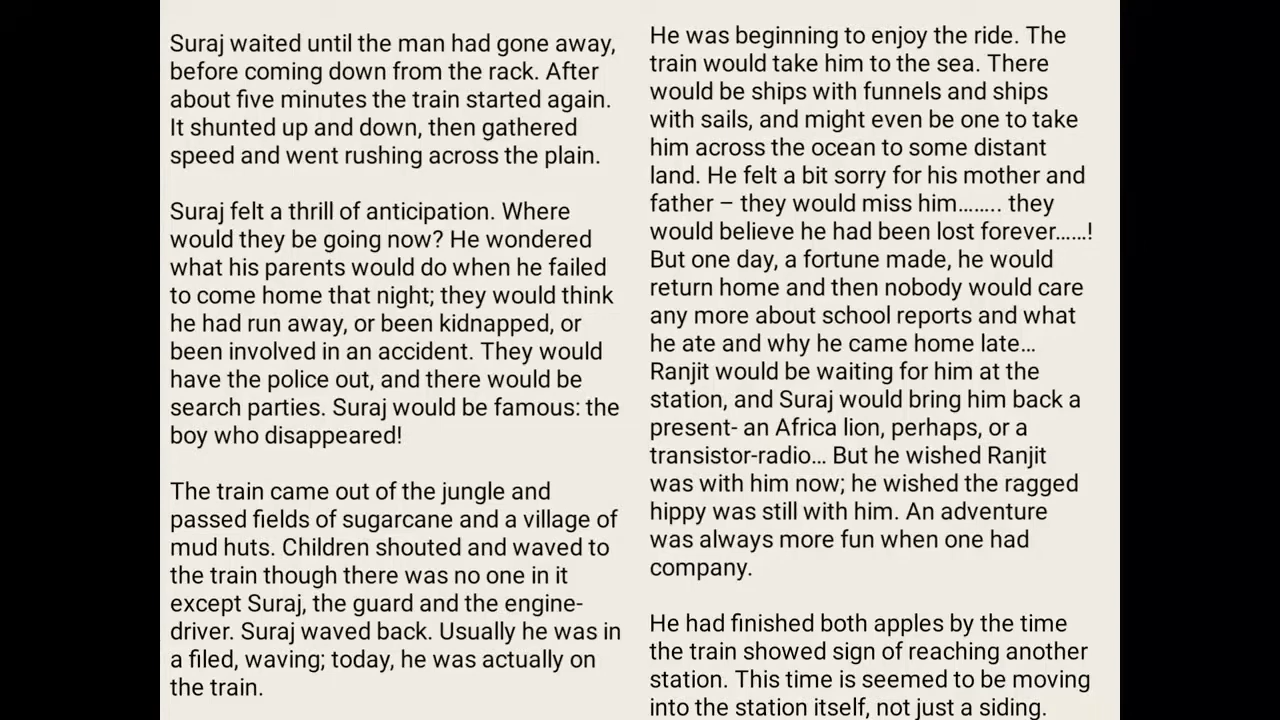 Suraj waited until the man had gone away,
before coming down from the rack. After
about five minutes the train started again.
It shunted up and down, then gathered
speed and went rushing across the plain.
Suraj felt a thrill of anticipation. Where
would they be going now? He wondered
what his parents would do when he failed
to come home that night; they would think
he had run away, or been kidnapped, or
been involved in an accident. They would
have the police out, and there would be
search parties. Suraj would be famous: the
boy who disappeared!
The train came out of the jungle and
passed fields of sugarcane and a village of
mud huts. Children shouted and waved to
the train though there was no one in it
except Suraj, the guard and the engine-
driver. Suraj waved back. Usually he was in
a filed, waving; today, he was actually on
the train.
He was beginning to enjoy the ride. The
train would take him to the sea. There
would be ships with funnels and ships
with sails, and might even be one to take
him across the ocean to some distant
land. He felt a bit sorry for his mother and
father – they would miss him…….. they
would believe he had been lost forever……!
But one day, a fortune made, he would
return home and then nobody would care
any more about school reports and what
he ate and why he came home late…
Ranjit would be waiting for him at the
station, and Suraj would bring him back a
present- an Africa lion, perhaps, or a
transistor-radio… But he wished Ranjit
was with him now; he wished the ragged
hippy was still with him. An adventure
was always more fun when one had
company.
He had finished both apples by the time
the train showed sign of reaching another
station. This time is seemed to be moving
into the station itself, not just a siding.